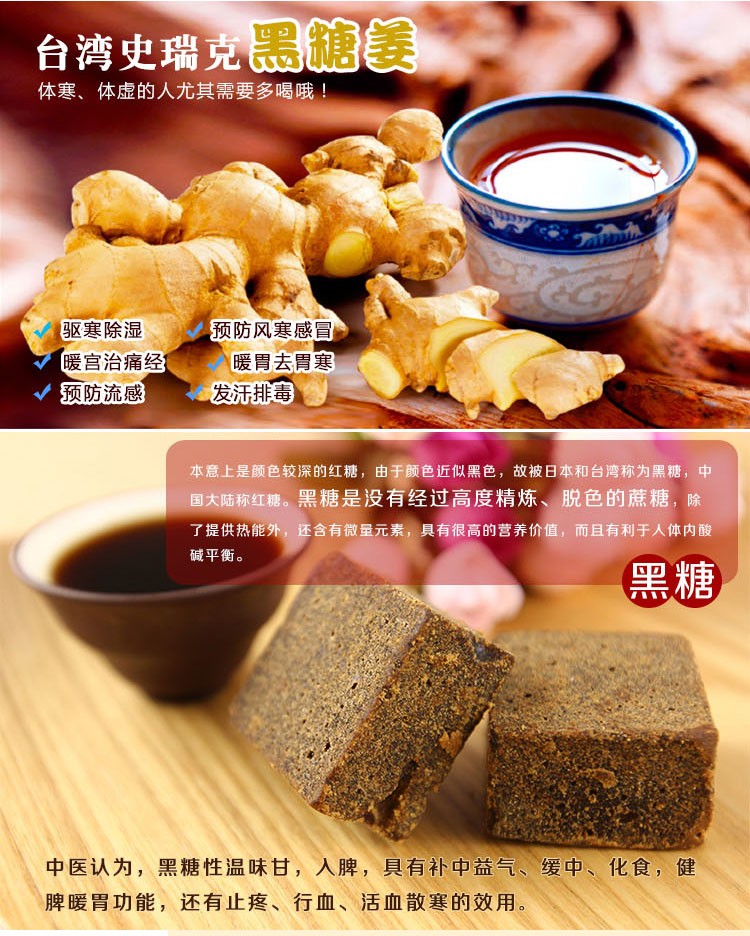 台湾史瑞克黑糖姜
体寒、体虚的人尤其需要多喝哦！
驱寒除湿 预防风寒感冒
暖宫治痛经 暖胃去胃寒
预防流感 发汗排毒
本意上是颜色较深的红糖，由于颜色近似黑色，故被日本和台湾称为黑糖，中
国大陆称红糖。黑糖是没有经过高度精炼、脱色的蔗糖，除
了提供热能外，还含有微量元素，具有很高的营养价值，而且有利于人体内酸
碱平衡。
黑糖
中医认为，黑糖性温味甘，入脾，具有补中益气、缓中、化食，健
脾暖胃功能，还有止疼、行血、活血散寒的效用。